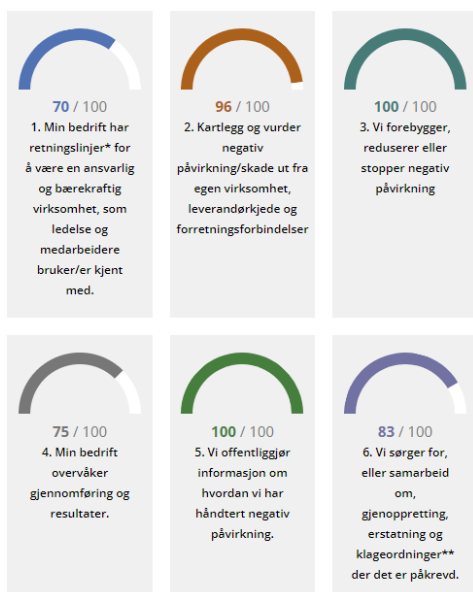 70 / 100
1. Min bedrift har
retningslinjer* for
å være en ansvarlig
og bærekraftig
virksomhet, som
ledelse og
medarbeidere
bruker/er kjent
med.
96 / 100
2. Kartlegg og vurder
negativ
påvirkning/skade ut fra
egen virksomhet,
leverandørkjede og
forretningsforbindelser
100 / 100
3. Vi forebygger,
reduserer eller
stopper negativ
påvirkning
75 / 100
4. Min bedrift
overvåker
gjennomføring og
resultater.
100 / 100
5. Vi offentliggjør
informasjon om
hvordan vi har
håndtert negativ
påvirkning.
83 / 100
6. Vi sørger for,
eller samarbeid
om,
gjenoppretting,
erstatning og
klageordninger**
der det er påkrevd.